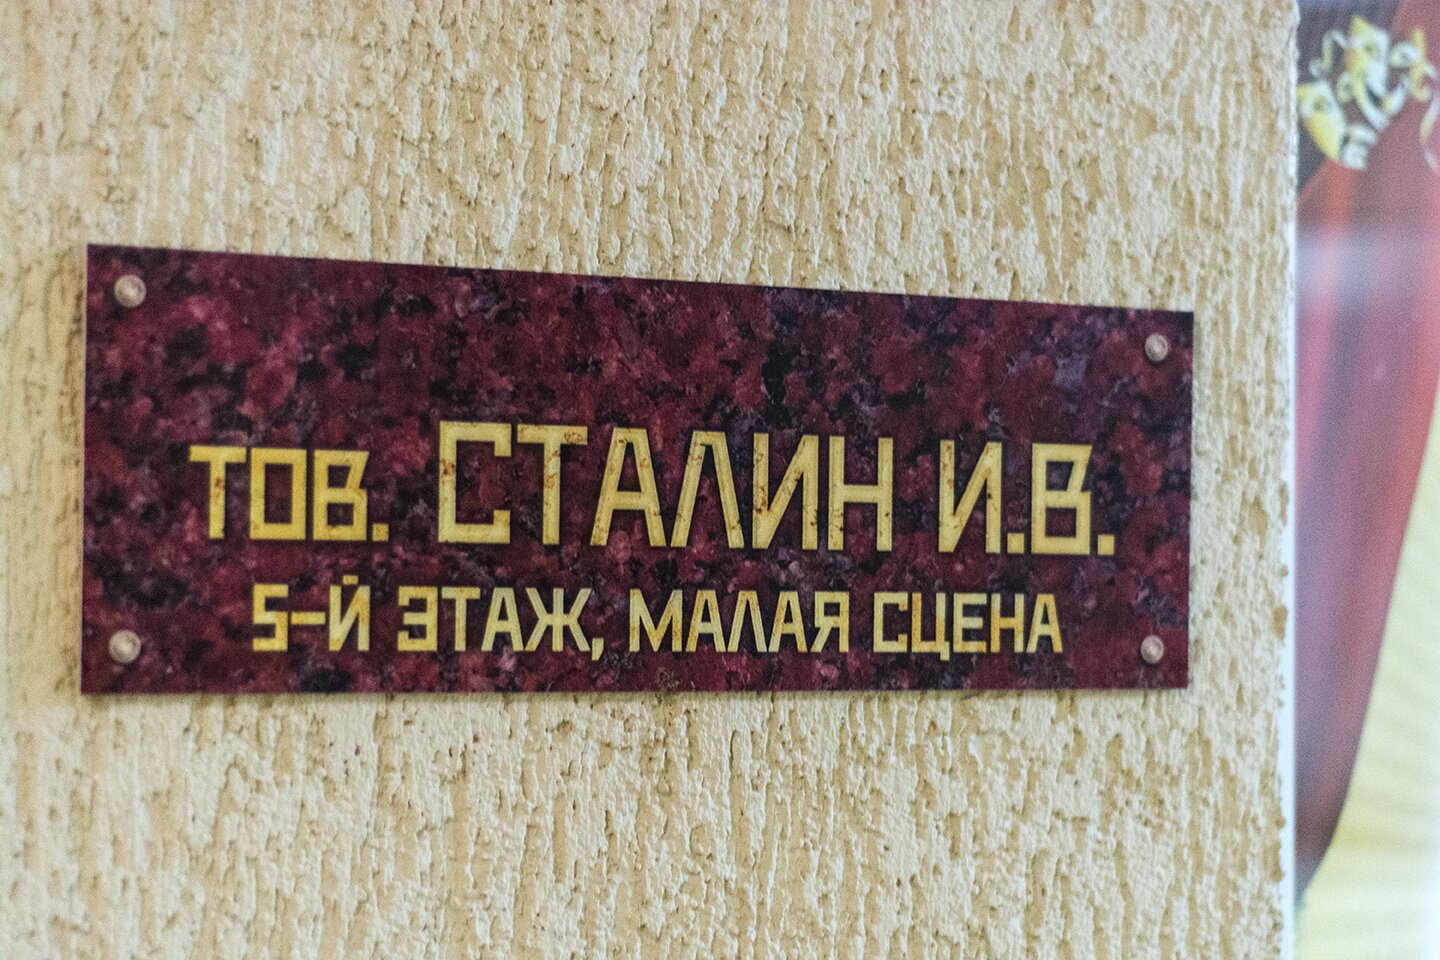 ТОВ. СТАЛИН И.В.
5-Й ЭТАЖ, МАЛАЯ СЦЕНА